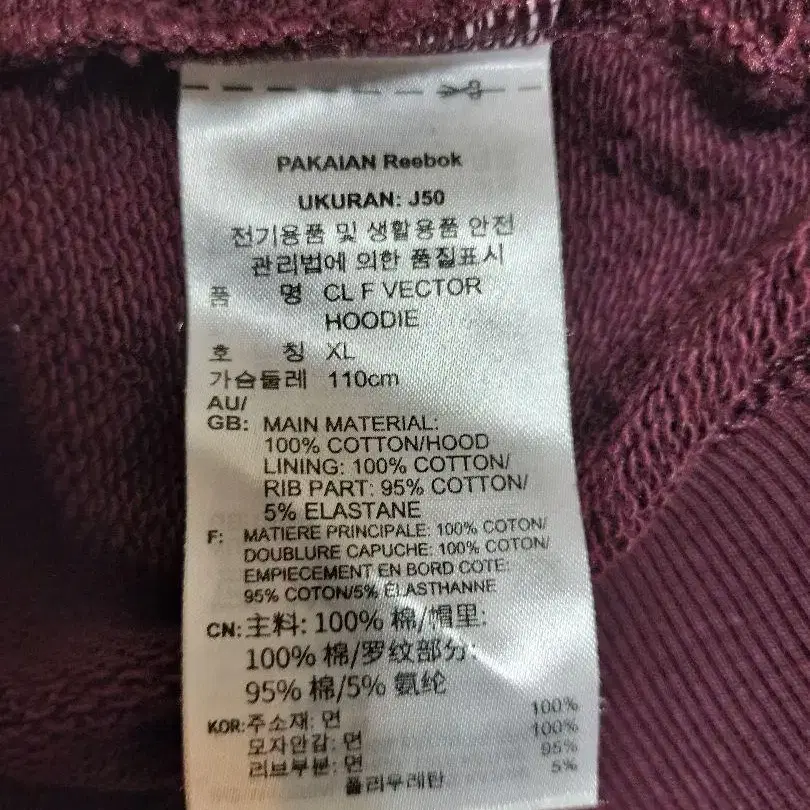 PAKAIAN Reebok
UKURAN: J50
전기용품 및 생활용품 안전
관리법에 의한 품질표시
품 명 CL F VECTOR
HOODIE
호 칭 XL
가슴둘레 110cm
AU/
GB: MAIN MATERIAL:
100% COTTON/HOOD
LINING: 100% COTTON/
RIB PART: 95% COTTON/
5% ELASTANE
F: MATIERE PRINCIPALE: 100% COTON/
DOUBLURE CAPUCHE: 100% COTON/
EMPIECEMENT EN BORD COTE:
95% COTON/5% ELASTHANNE
CN: 主料: 100% 棉/帽里:
100% 棉/罗纹部分:
95% 棉/5% 氨纶
KOR: 주소재: 면 100%
모자안감: 면 100%
리브부분: 면 95%
폴리우레탄 5%